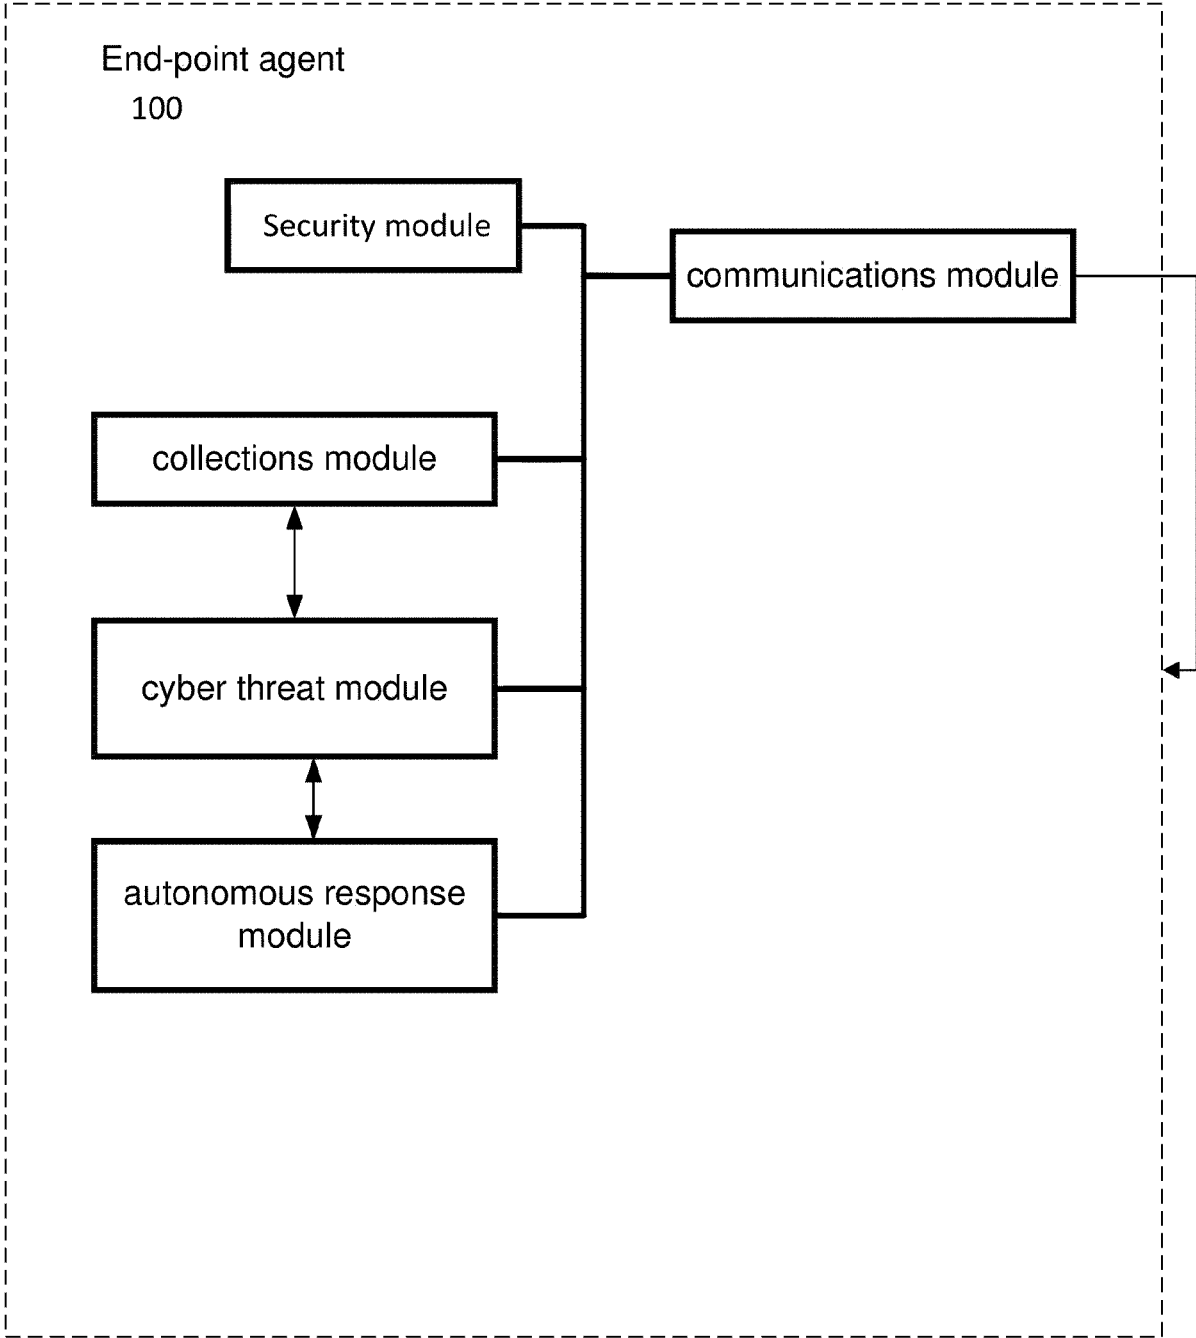 End-point agent
100
Security module
communications module
collections module
cyber threat module
autonomous response
module